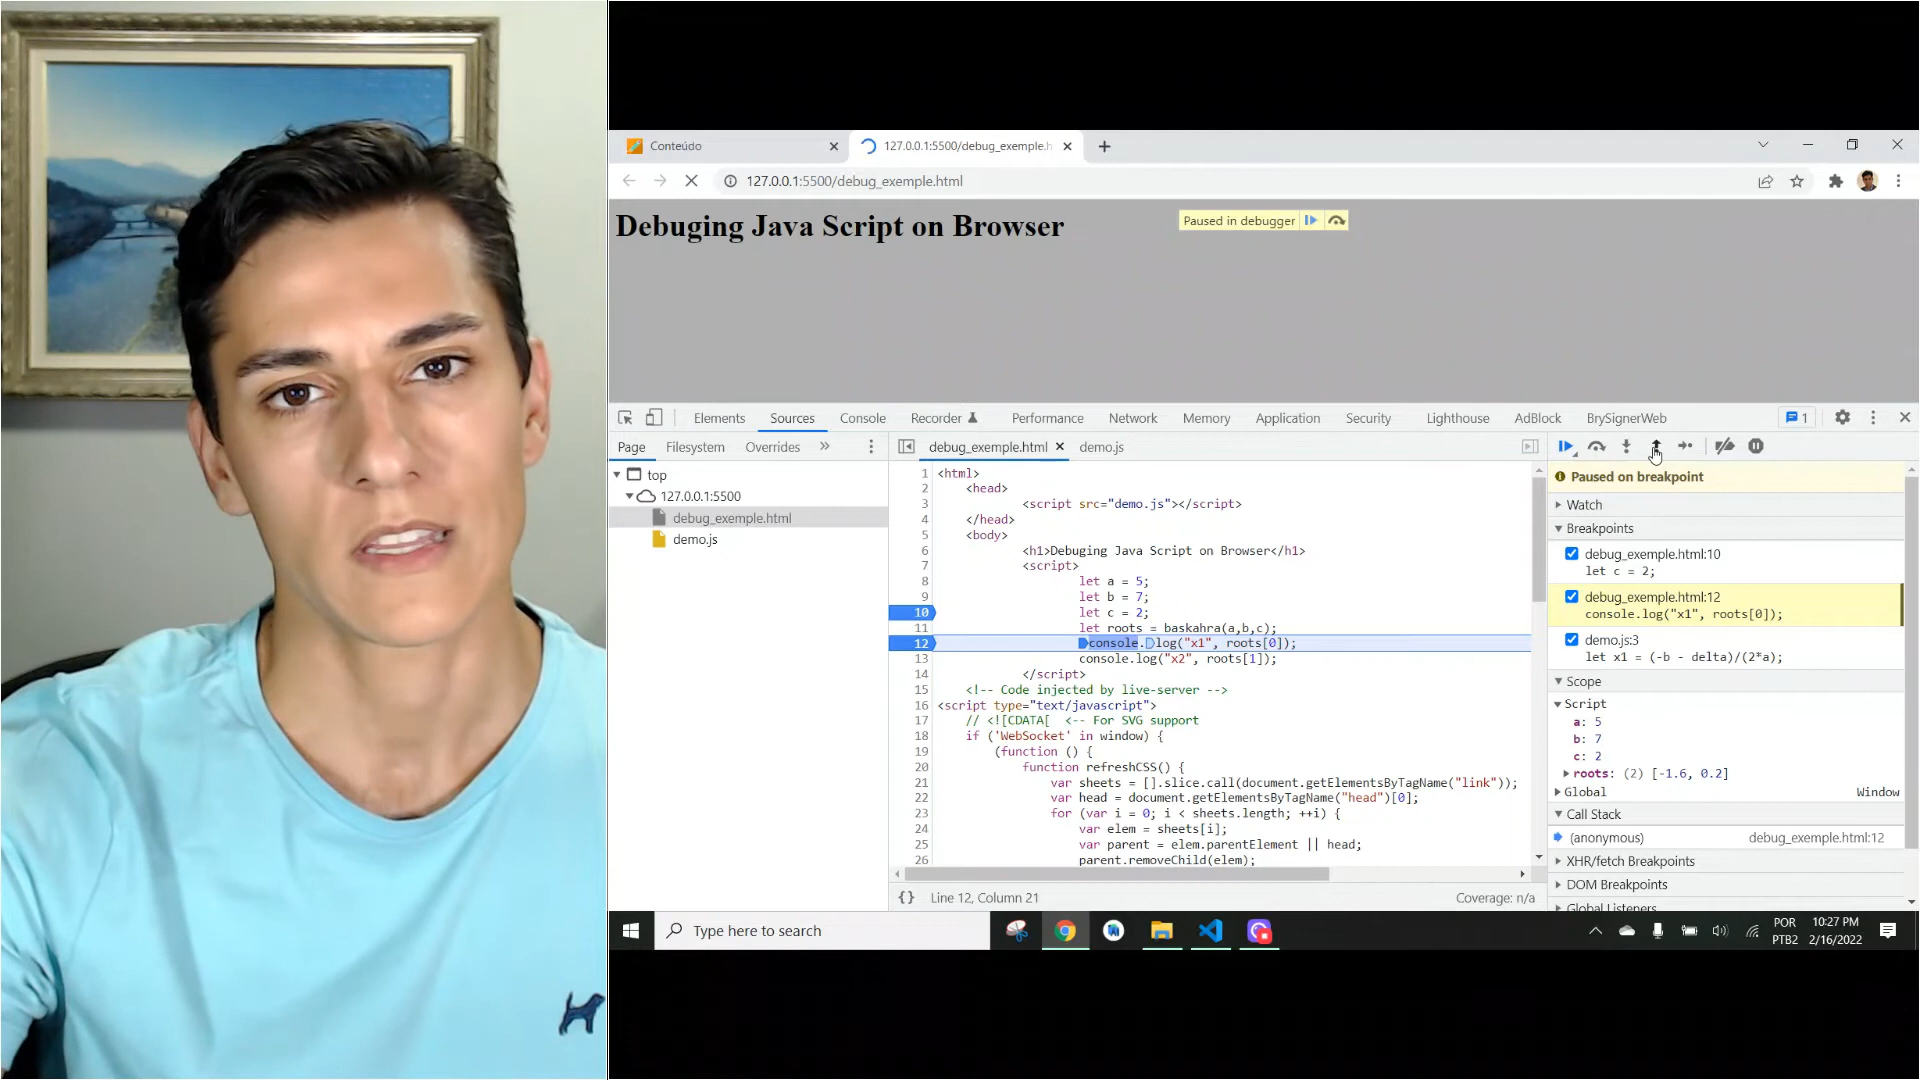 Conteúdo
127.0.0.1:5500/debug_exemple.h
127.0.0.1:5500/debug_exemple.html
Debuging Java Script on Browser
Paused in debugger
Elements Sources Console Recorder Performance Network Memory Application Security Lighthouse AdBlock BrySignerWeb 1
Page Filesystem Overrides »
debug_exemple.html demo.js
top
127.0.0.1:5500
debug_exemple.html
demo.js
1 <html>
2 <head>
3 <script src="demo.js"></script>
4 </head>
5 <body>
6 <h1>Debuging Java Script on Browser</h1>
7 <script>
8 let a = 5;
9 let b = 7;
10 let c = 2;
11 let roots = baskahra(a,b,c);
12 console.log("x1", roots[0]);
13 console.log("x2", roots[1]);
14 </script>
15 <!-- Code injected by live-server -->
16 <script type="text/javascript">
17 // <![CDATA[ <-- For SVG support
18 if ('WebSocket' in window) {
19 (function () {
20 function refreshCSS() {
21 var sheets = [].slice.call(document.getElementsByTagName("link"));
22 var head = document.getElementsByTagName("head")[0];
23 for (var i = 0; i < sheets.length; ++i) {
24 var elem = sheets[i];
25 var parent = elem.parentElement || head;
26 parent.removeChild(elem);
{} Line 12, Column 21 Coverage: n/a
Paused on breakpoint
Watch
Breakpoints
debug_exemple.html:10
let c = 2;
debug_exemple.html:12
console.log("x1", roots[0]);
demo.js:3
let x1 = (-b - delta)/(2*a);
Scope
Script
a: 5
b: 7
c: 2
roots: (2) [-1.6, 0.2]
Global Window
Call Stack
(anonymous) debug_exemple.html:12
XHR/fetch Breakpoints
DOM Breakpoints
Global Listeners
Type here to search
POR
PTB2
10:27 PM
2/16/2022